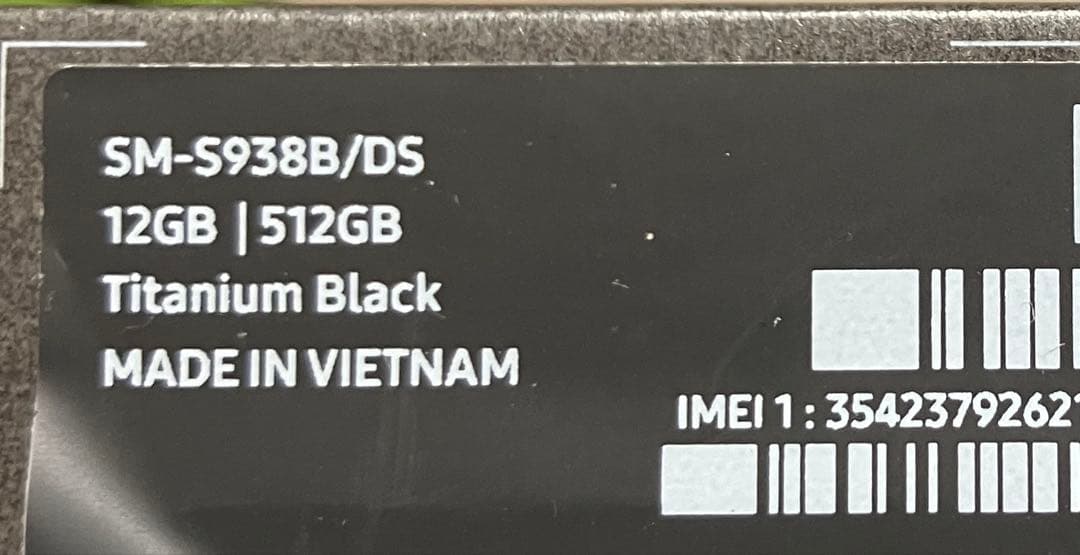 SM-S938B/DS
12GB | 512GB
Titanium Black
MADE IN VIETNAM
IMEI 1 : 35423792621